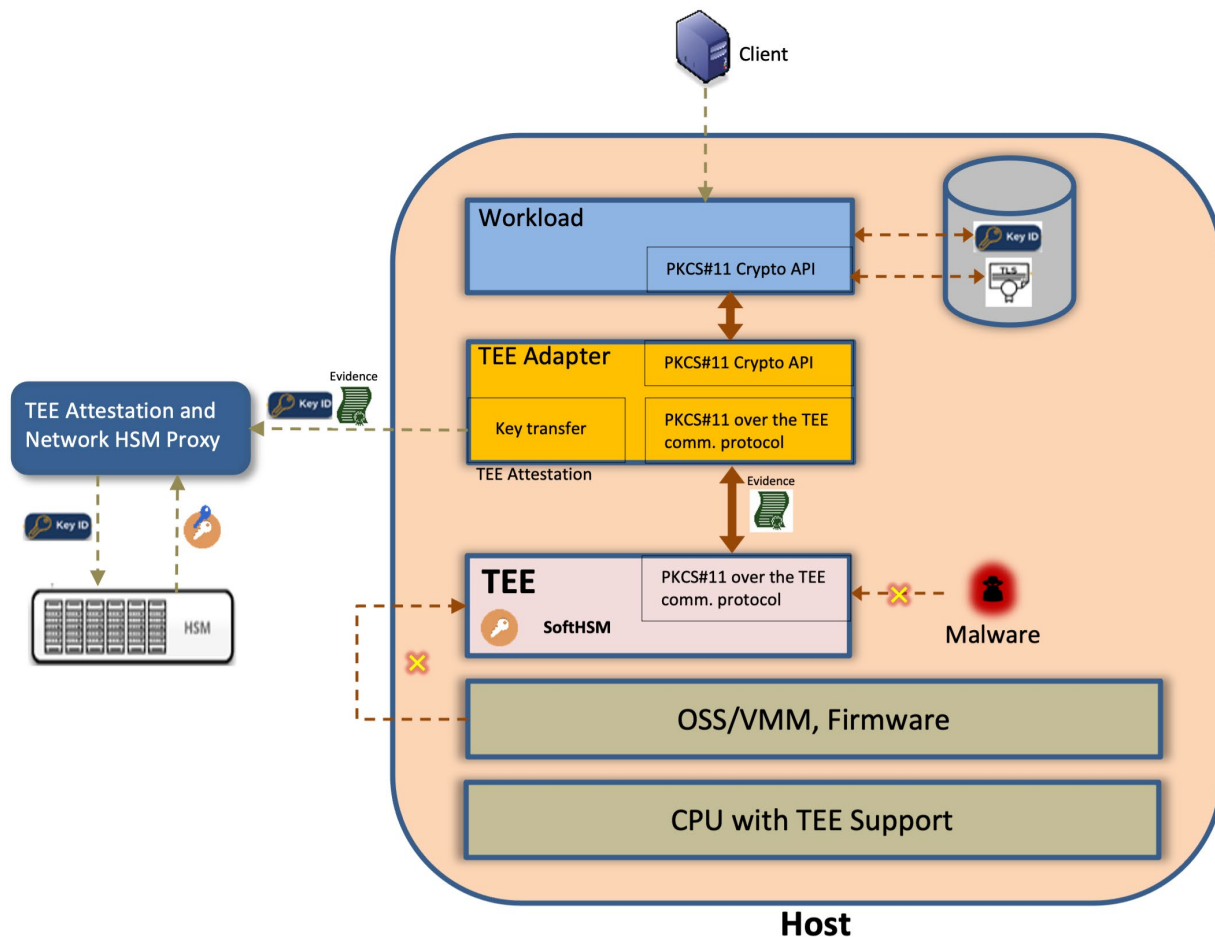 Client
Workload
PKCS#11 Crypto API
Key ID
TLS
TEE Adapter
PKCS#11 Crypto API
Key transfer
PKCS#11 over the TEE
comm. protocol
TEE Attestation
Evidence
Key ID
TEE Attestation and
Network HSM Proxy
Key ID
HSM
Evidence
TEE
SoftHSM
PKCS#11 over the TEE
comm. protocol
Malware
OSS/VMM, Firmware
CPU with TEE Support
Host